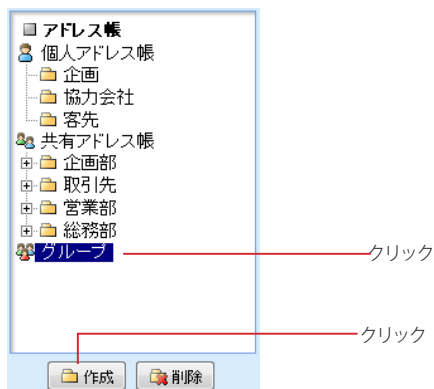 アドレス帳
個人アドレス帳
企画
協力会社
客先
共有アドレス帳
企画部
取引先
営業部
総務部
グループ
クリック
クリック
作成
削除